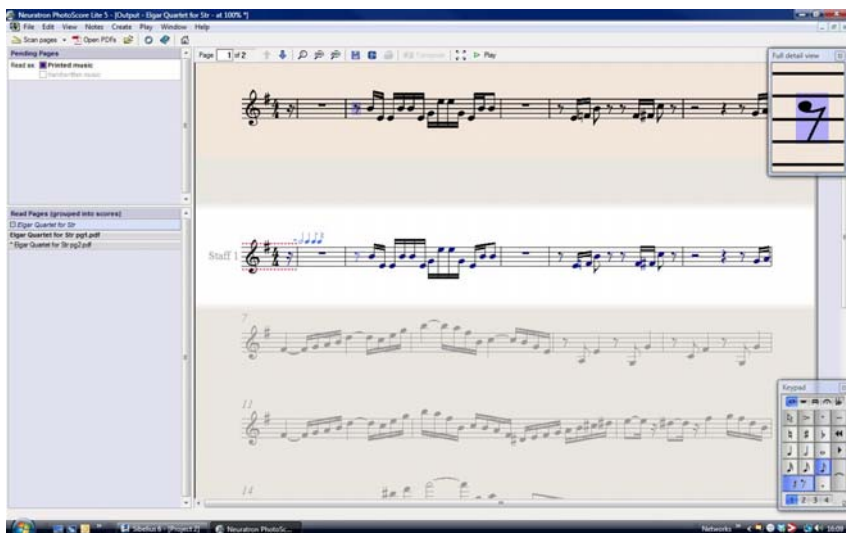 Neuratron PhotoScore Lite 5 - [Output - Elgar Quartet for Str - at 100% *]
File Edit View Notes Create Play Window Help
Scan pages Open PDFs
Pending Pages
Read as Printed music
Handwritten music
Page 1 of 2
Compose
Play
Full detail view
Read Pages (grouped into scores)
Elgar Quartet for Str
Elgar Quartet for Str pg1.pdf
* Elgar Quartet for Str pg2.pdf
Staff 1
7
11
14
Keypad
1 2 3 4
Sibelius 6 - [Project 2]
Neuratron PhotoSc...
Networks
16:09